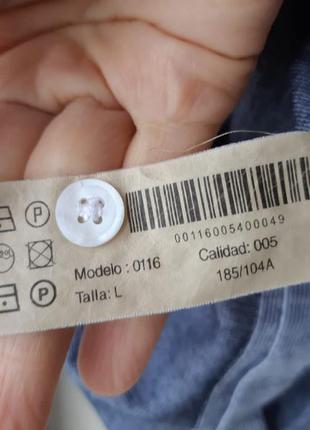 P
00116005400049
Modelo : 0116
Calidad: 005
P
Talla: L
185/104A